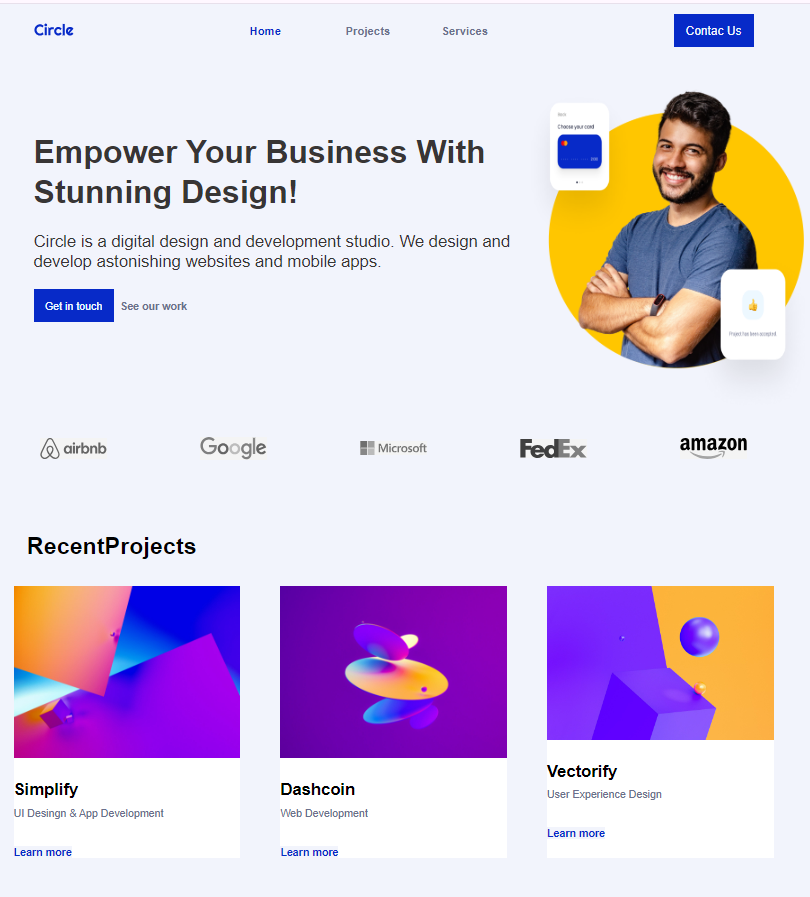 Circle
Home
Projects
Services
Contac Us
Choose your card
Empower Your Business With
Stunning Design!
Circle is a digital design and development studio. We design and
develop astonishing websites and mobile apps.
Get in touch
See our work
Project has been accepted
airbnb
Google
Microsoft
FedEx
amazon
RecentProjects
Simplify
UI Desingn & App Development
Learn more
Dashcoin
Web Development
Learn more
Vectorify
User Experience Design
Learn more